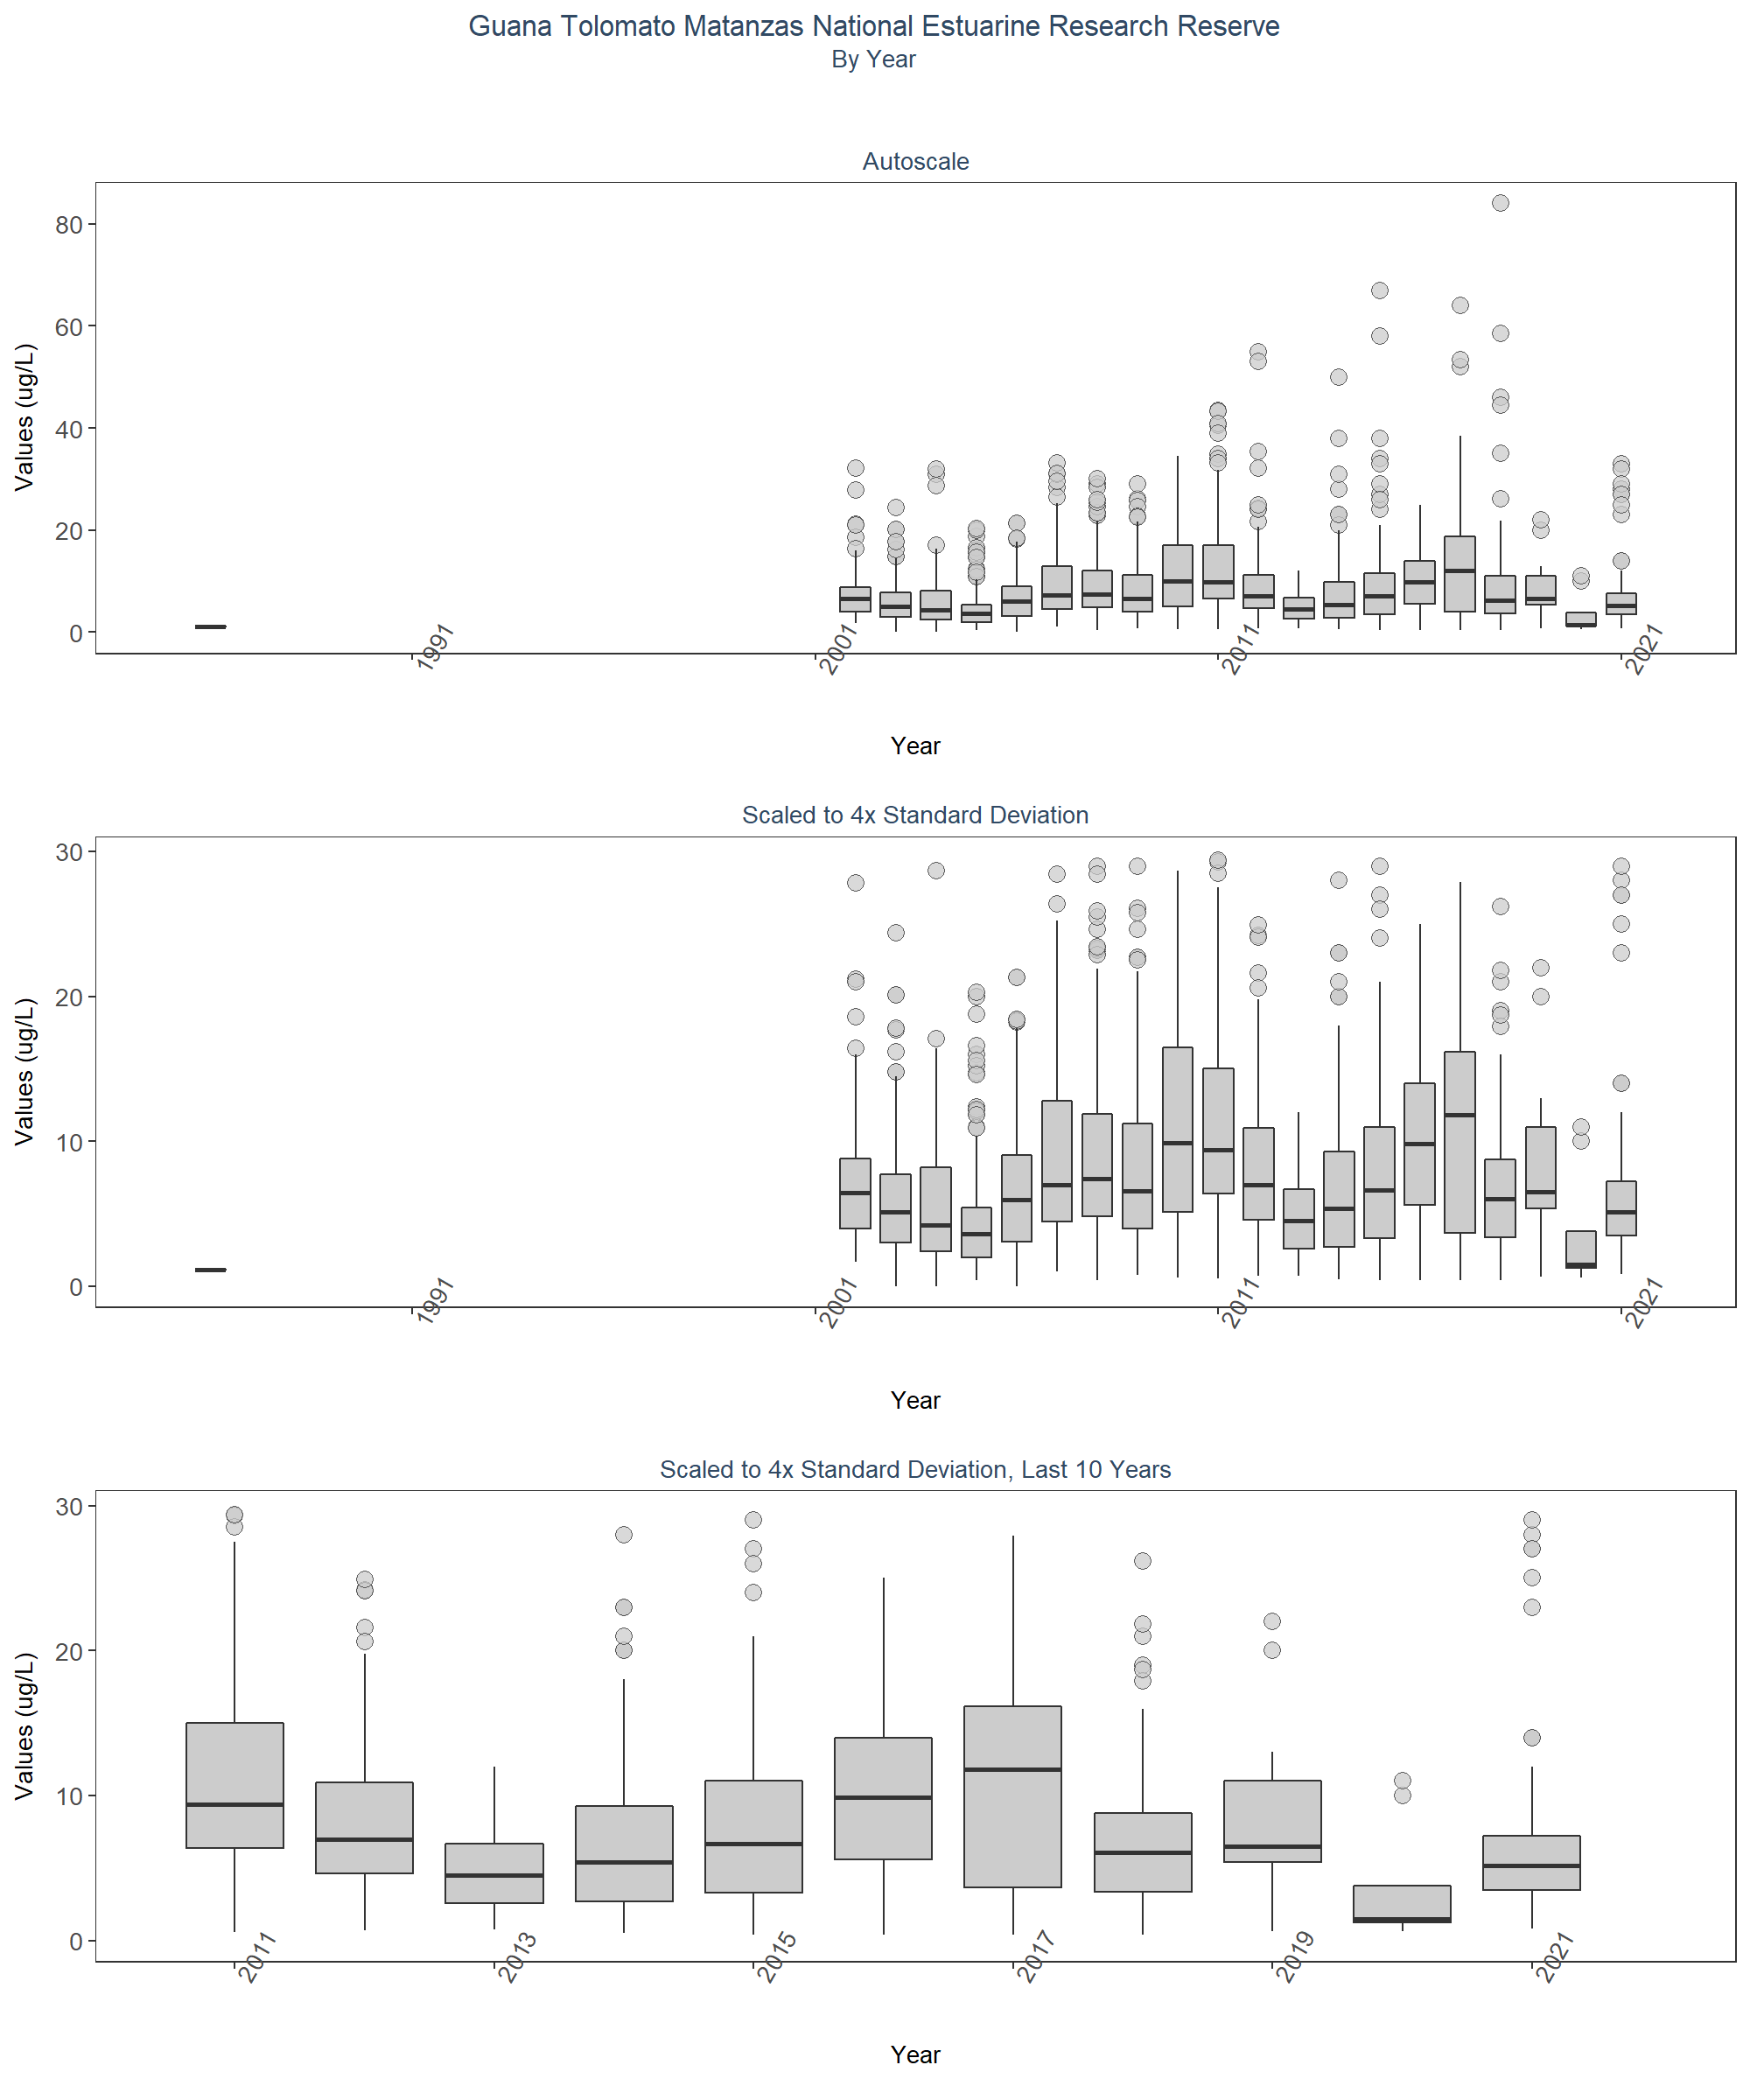 Guana Tolomato Matanzas National Estuarine Research Reserve
By Year
Autoscale
Values (ug/L)
80
60
40
20
0
1991
2001
2011
2021
Year
Scaled to 4x Standard Deviation
Values (ug/L)
30
20
10
0
1991
2001
2011
2021
Year
Scaled to 4x Standard Deviation, Last 10 Years
Values (ug/L)
30
20
10
0
2011
2013
2015
2017
2019
2021
Year